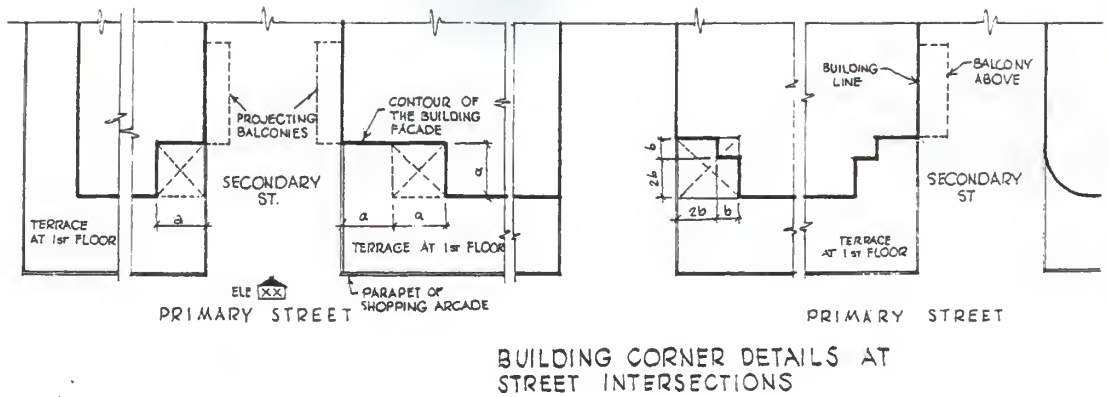 PROJECTING
BALCONIES
CONTOUR OF
THE BUILDING
FACADE
a
SECONDARY
ST.
TERRACE
AT 1ST FLOOR
a
a
a
TERRACE AT 1ST FLOOR
ELE XX
PARAPET OF
SHOPPING ARCADE
PRIMARY STREET
BUILDING
LINE
BALCONY
ABOVE
b
2b
2b
b
SECONDARY
ST
TERRACE
AT 1ST FLOOR
PRIMARY STREET
BUILDING CORNER DETAILS AT
STREET INTERSECTIONS